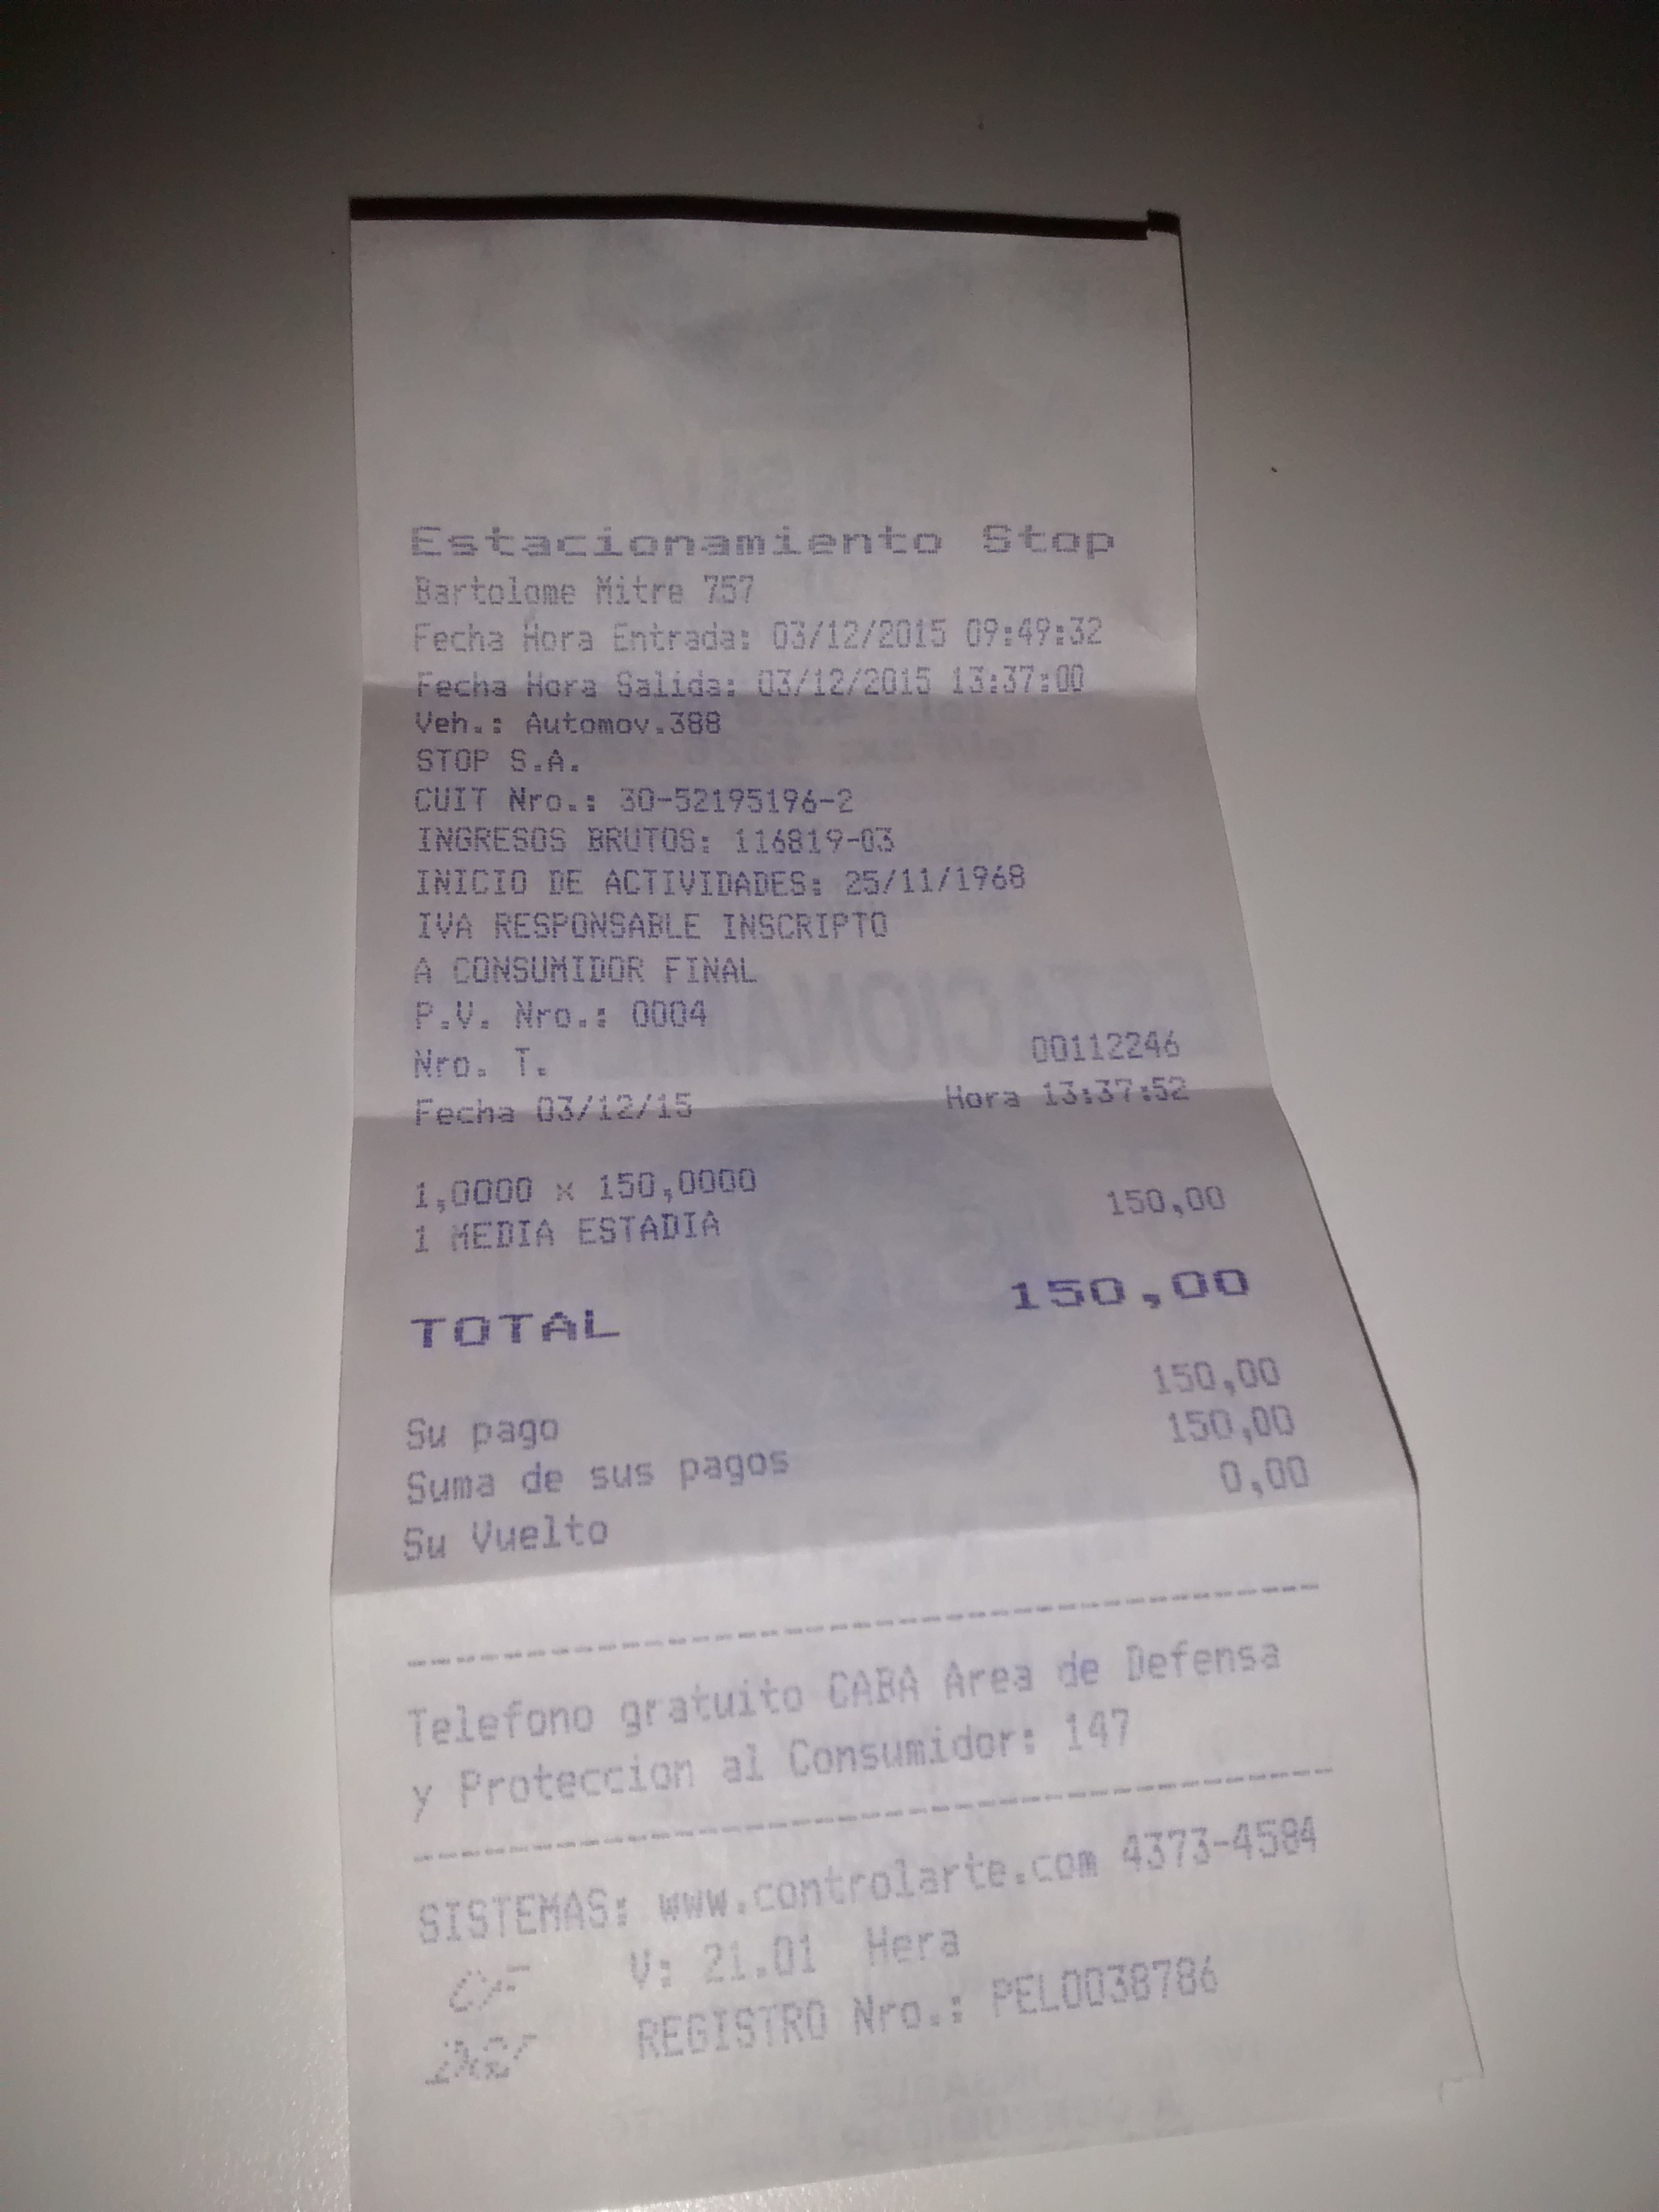 Estacionamiento Stop
Bartolome Mitre 757
Fecha Hora Entrada: 03/12/2015 09:49:32
Fecha Hora Salida: 03/12/2015 13:37:00
Veh.: Automov.388
STOP S.A.
CUIT Nro.: 30-52195196-2
INGRESOS BRUTOS: 116819-03
INICIO DE ACTIVIDADES: 25/11/1968
IVA RESPONSABLE INSCRIPTO
A CONSUMIDOR FINAL
P.V. Nro.: 0004
Nro. T. 00112246
Fecha 03/12/15 Hora 13:37:52
1,0000 x 150,0000
1 MEDIA ESTADIA 150,00
TOTAL 150,00
Su pago 150,00
Suma de sus pagos 150,00
Su Vuelto 0,00
Telefono gratuito CABA Area de Defensa
y Proteccion al Consumidor: 147
SISTEMAS: www.controlarte.com 4373-4584
CF V: 21.01 Hera
DGI REGISTRO Nro.: PEL0038786